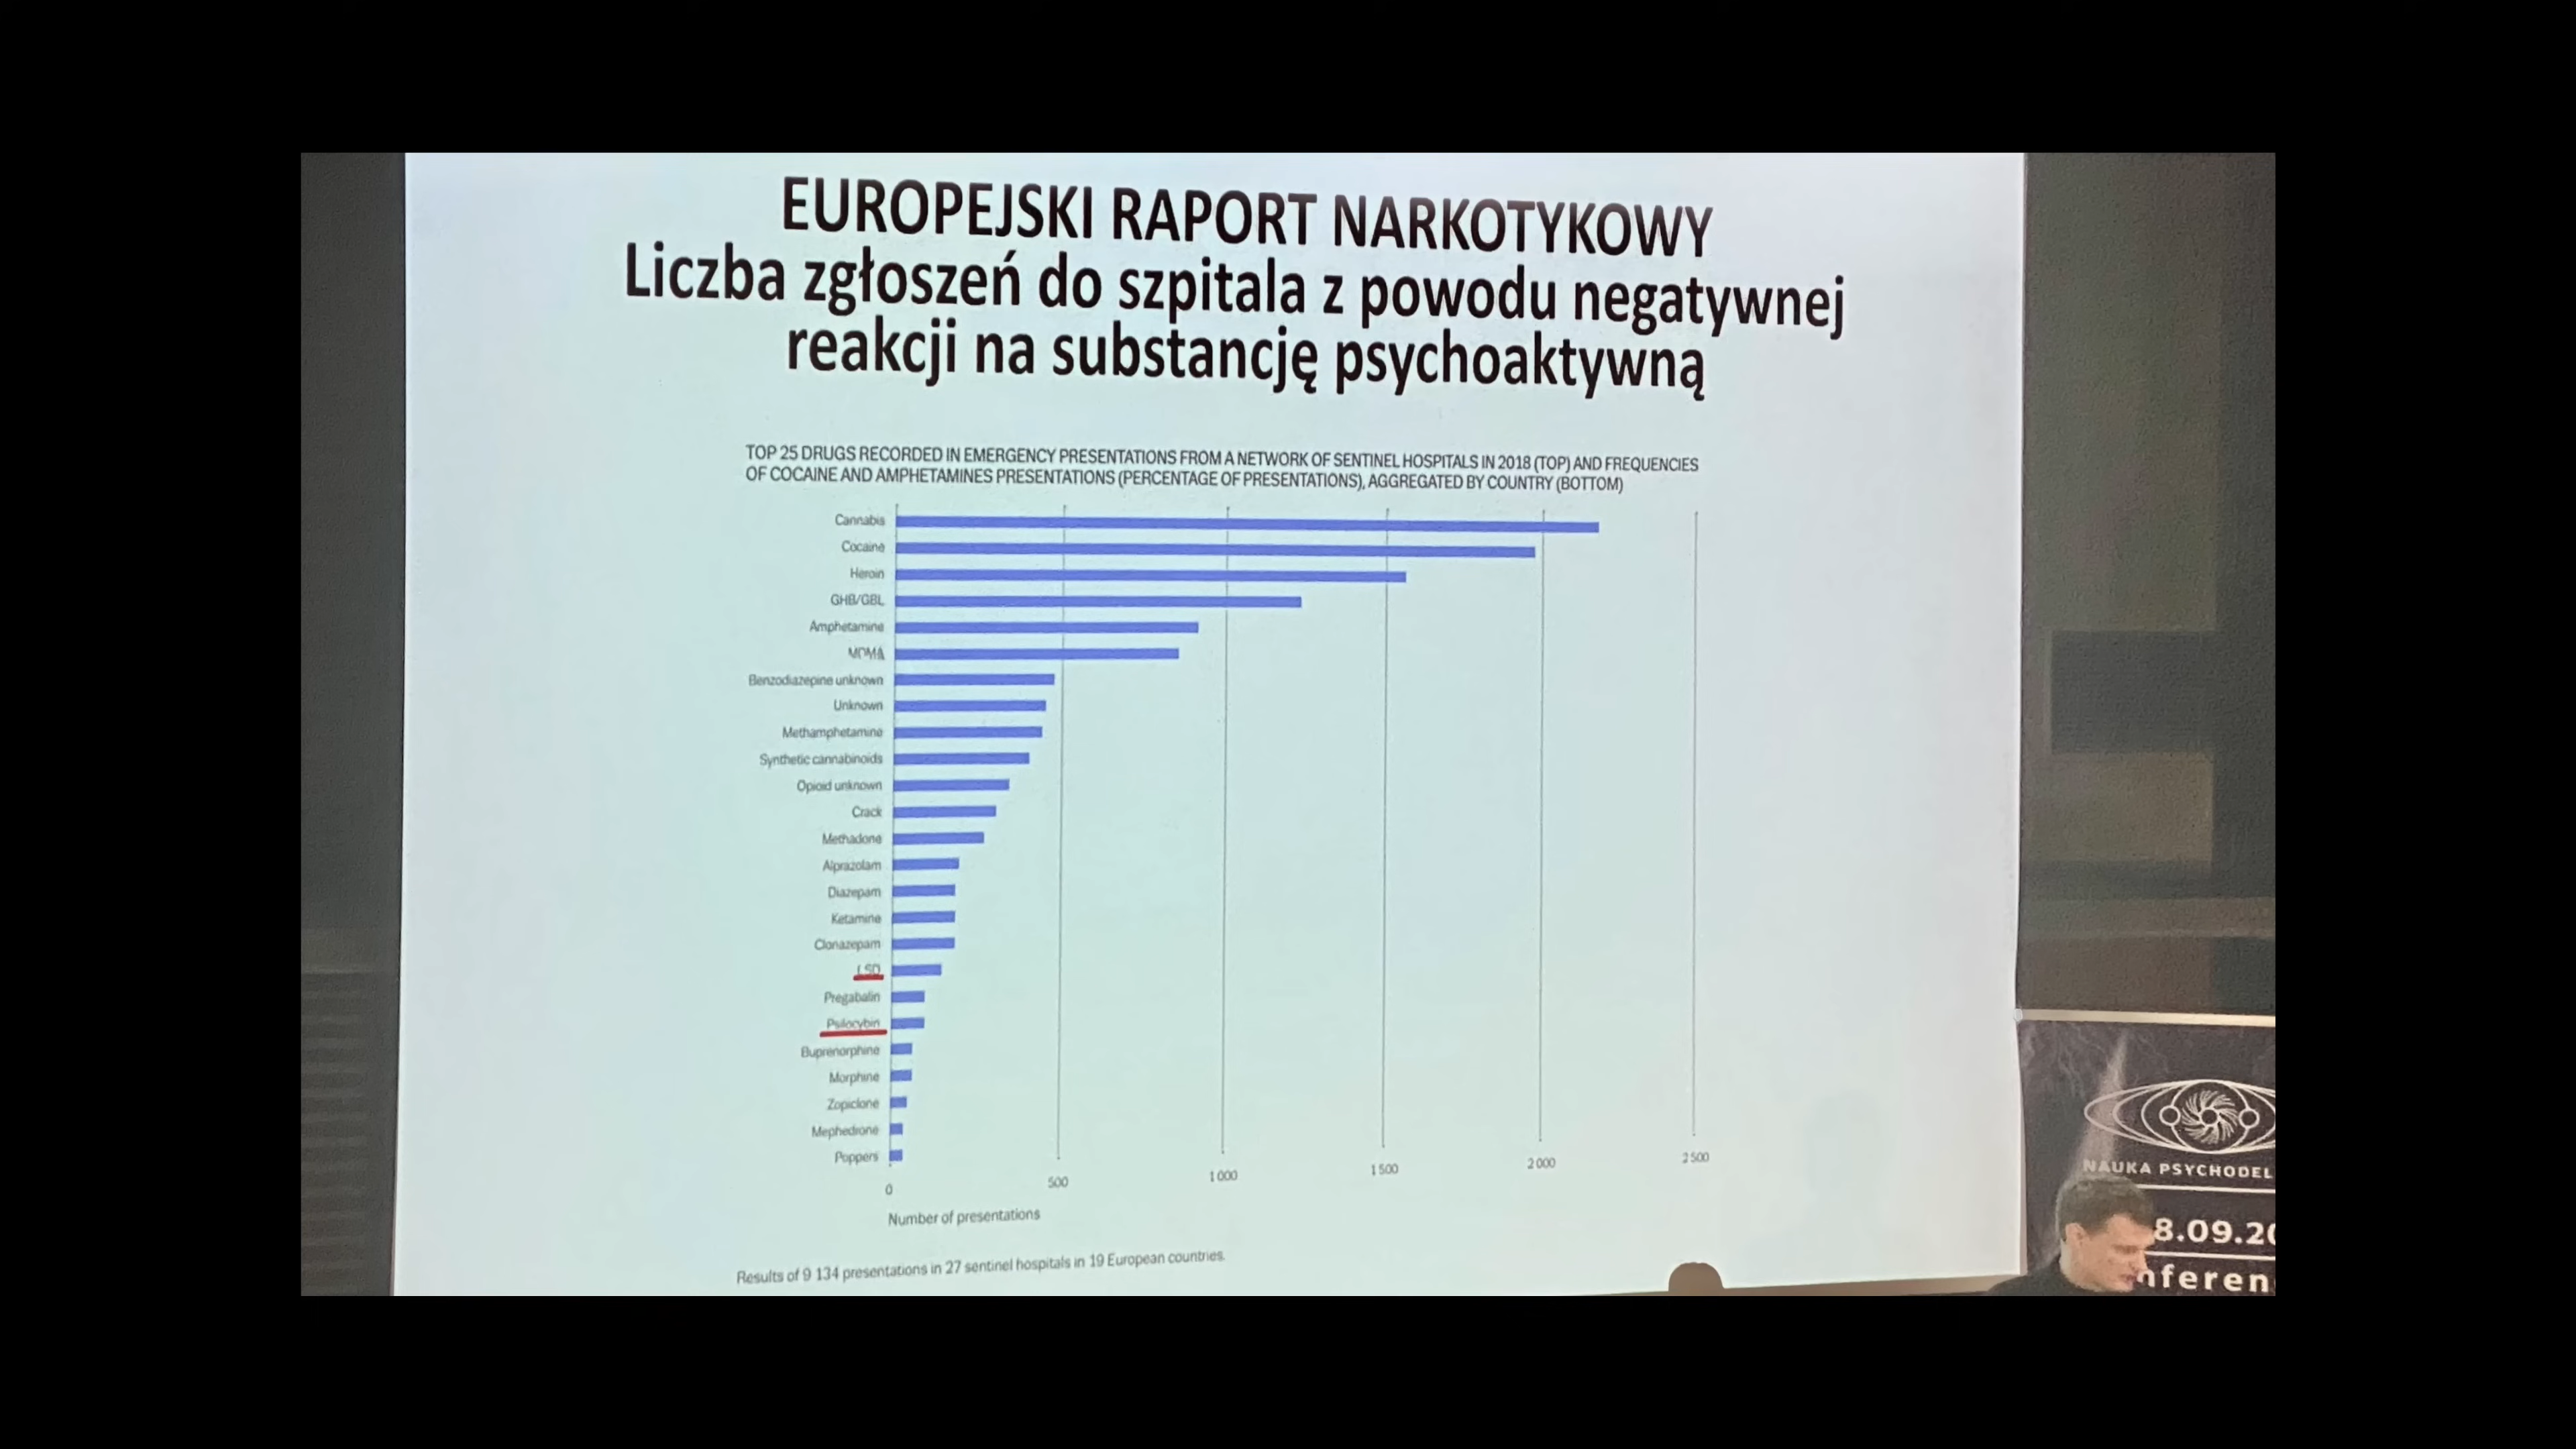 EUROPEJSKI RAPORT NARKOTYKOWY
Liczba zgłoszeń do szpitala z powodu negatywnej
reakcji na substancję psychoaktywną
TOP 25 DRUGS RECORDED IN EMERGENCY PRESENTATIONS FROM A NETWORK OF SENTINEL HOSPITALS IN 2018 (TOP) AND FREQUENCIES
OF COCAINE AND AMPHETAMINES PRESENTATIONS (PERCENTAGE OF PRESENTATIONS), AGGREGATED BY COUNTRY (BOTTOM)
Cannabis
Cocaine
Heroin
GHB/GBL
Amphetamine
MDMA
Benzodiazepine unknown
Unknown
Methamphetamine
Synthetic cannabinoids
Opioid unknown
Crack
Methadone
Alprazolam
Diazepam
Ketamine
Clonazepam
LSD
Pregabalin
Psilocybin
Buprenorphine
Morphine
Zopiclone
Mephedrone
Poppers
0
500
1 000
1 500
2 000
2 500
Number of presentations
Results of 9 134 presentations in 27 sentinel hospitals in 19 European countries.
NAUKA PSYCHODEL
8.09.20
nferen